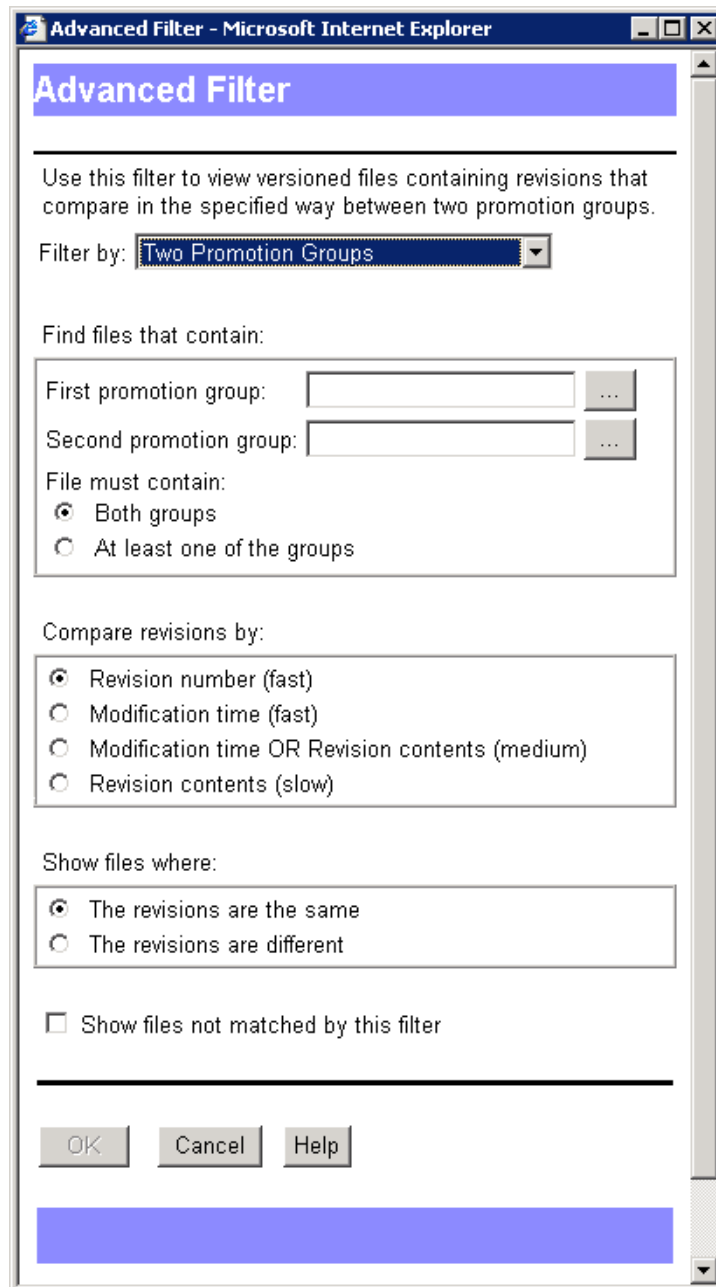 Advanced Filter - Microsoft Internet Explorer
Advanced Filter
Use this filter to view versioned files containing revisions that
compare in the specified way between two promotion groups.
Filter by: Two Promotion Groups
Find files that contain:
First promotion group: ...
Second promotion group: ...
File must contain:
Both groups
At least one of the groups
Compare revisions by:
Revision number (fast)
Modification time (fast)
Modification time OR Revision contents (medium)
Revision contents (slow)
Show files where:
The revisions are the same
The revisions are different
Show files not matched by this filter
OK Cancel Help